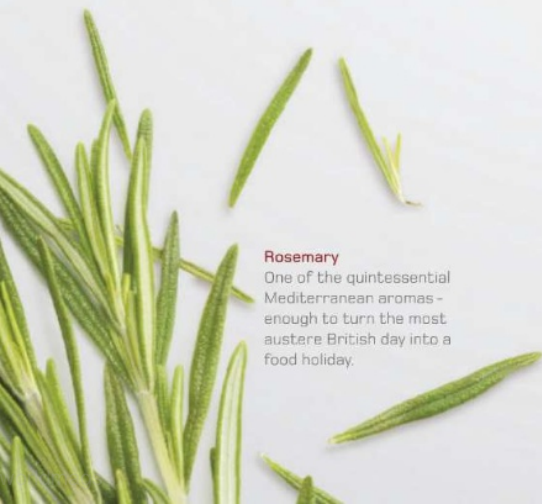 Rosemary
One of the quintessential
Mediterranean aromas -
enough to turn the most
austere British day into a
food holiday.